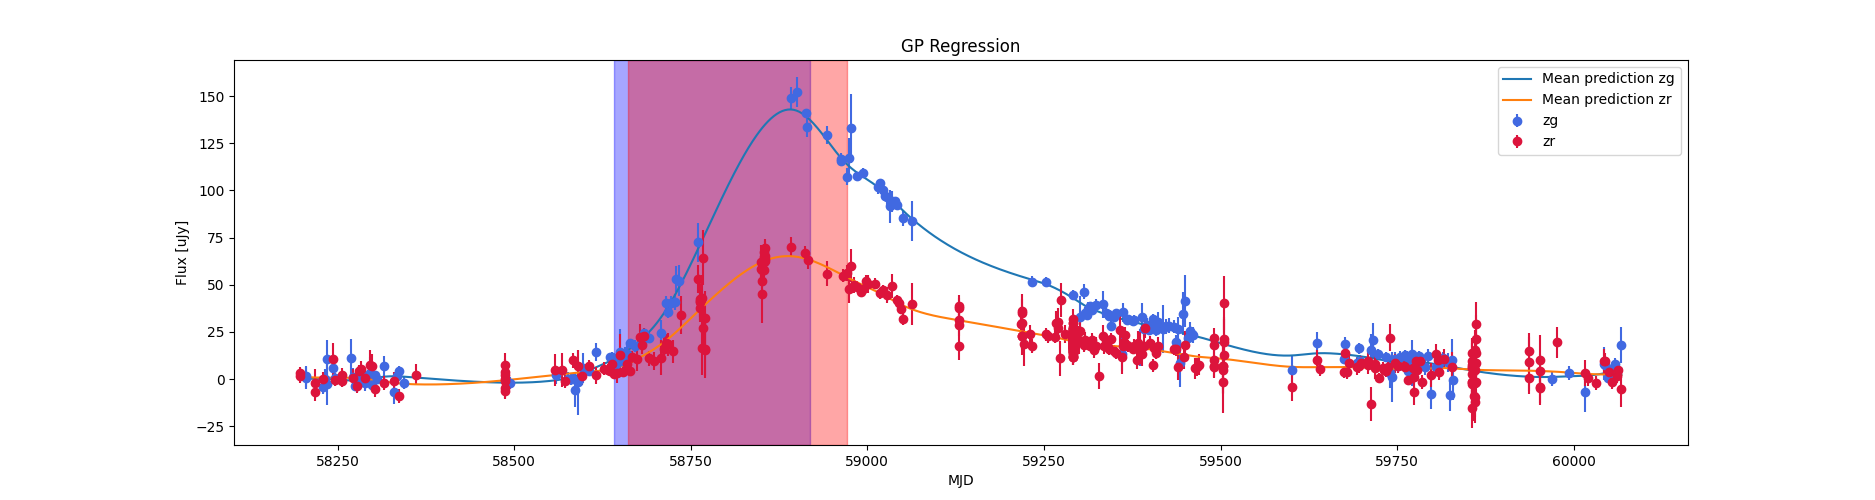 GP Regression
Mean prediction zg
Mean prediction zr
zg
zr
Flux [uJy]
150
125
100
75
50
25
0
−25
58250
58500
58750
59000
59250
59500
59750
60000
MJD